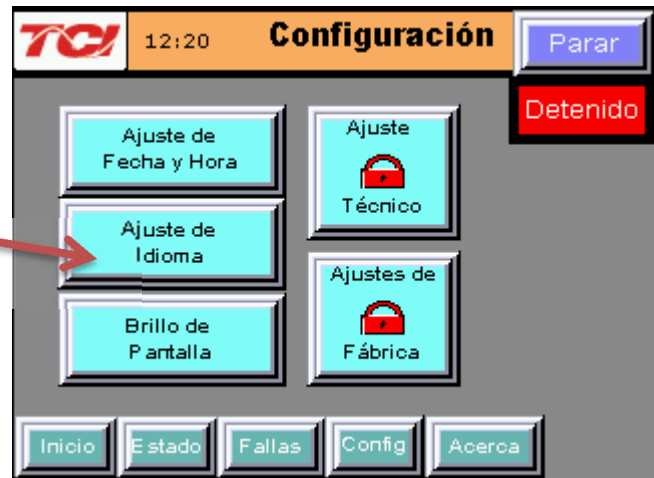 TCI
12:20
Configuración
Parar
Detenido
Ajuste de
Fecha y Hora
Ajuste
Técnico
Ajuste de
Idioma
Ajustes de
Fábrica
Brillo de
Pantalla
Inicio
Estado
Fallas
Config
Acerca